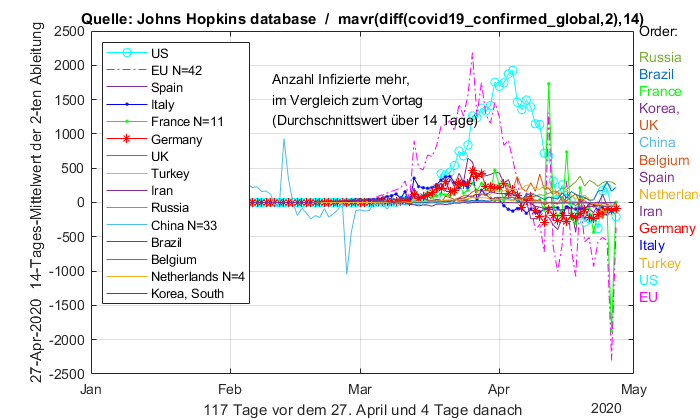 Quelle: Johns Hopkins database / mavr(diff(covid19_confirmed_global,2),14)
27-Apr-2020 14-Tages-Mittelwert der 2-ten Ableitung
2500
2000
1500
1000
500
0
-500
-1000
-1500
-2000
-2500
US
EU N=42
Spain
Italy
France N=11
Germany
UK
Turkey
Iran
Russia
China N=33
Brazil
Belgium
Netherlands N=4
Korea, South
Anzahl Infizierte mehr,
im Vergleich zum Vortag
(Durchschnittswert über 14 Tage)
Order:
Russia
Brazil
France
Korea,
UK
China
Belgium
Spain
Netherlan
Iran
Germany
Italy
Turkey
US
EU
Jan
Feb
Mar
Apr
May
117 Tage vor dem 27. April und 4 Tage danach
2020